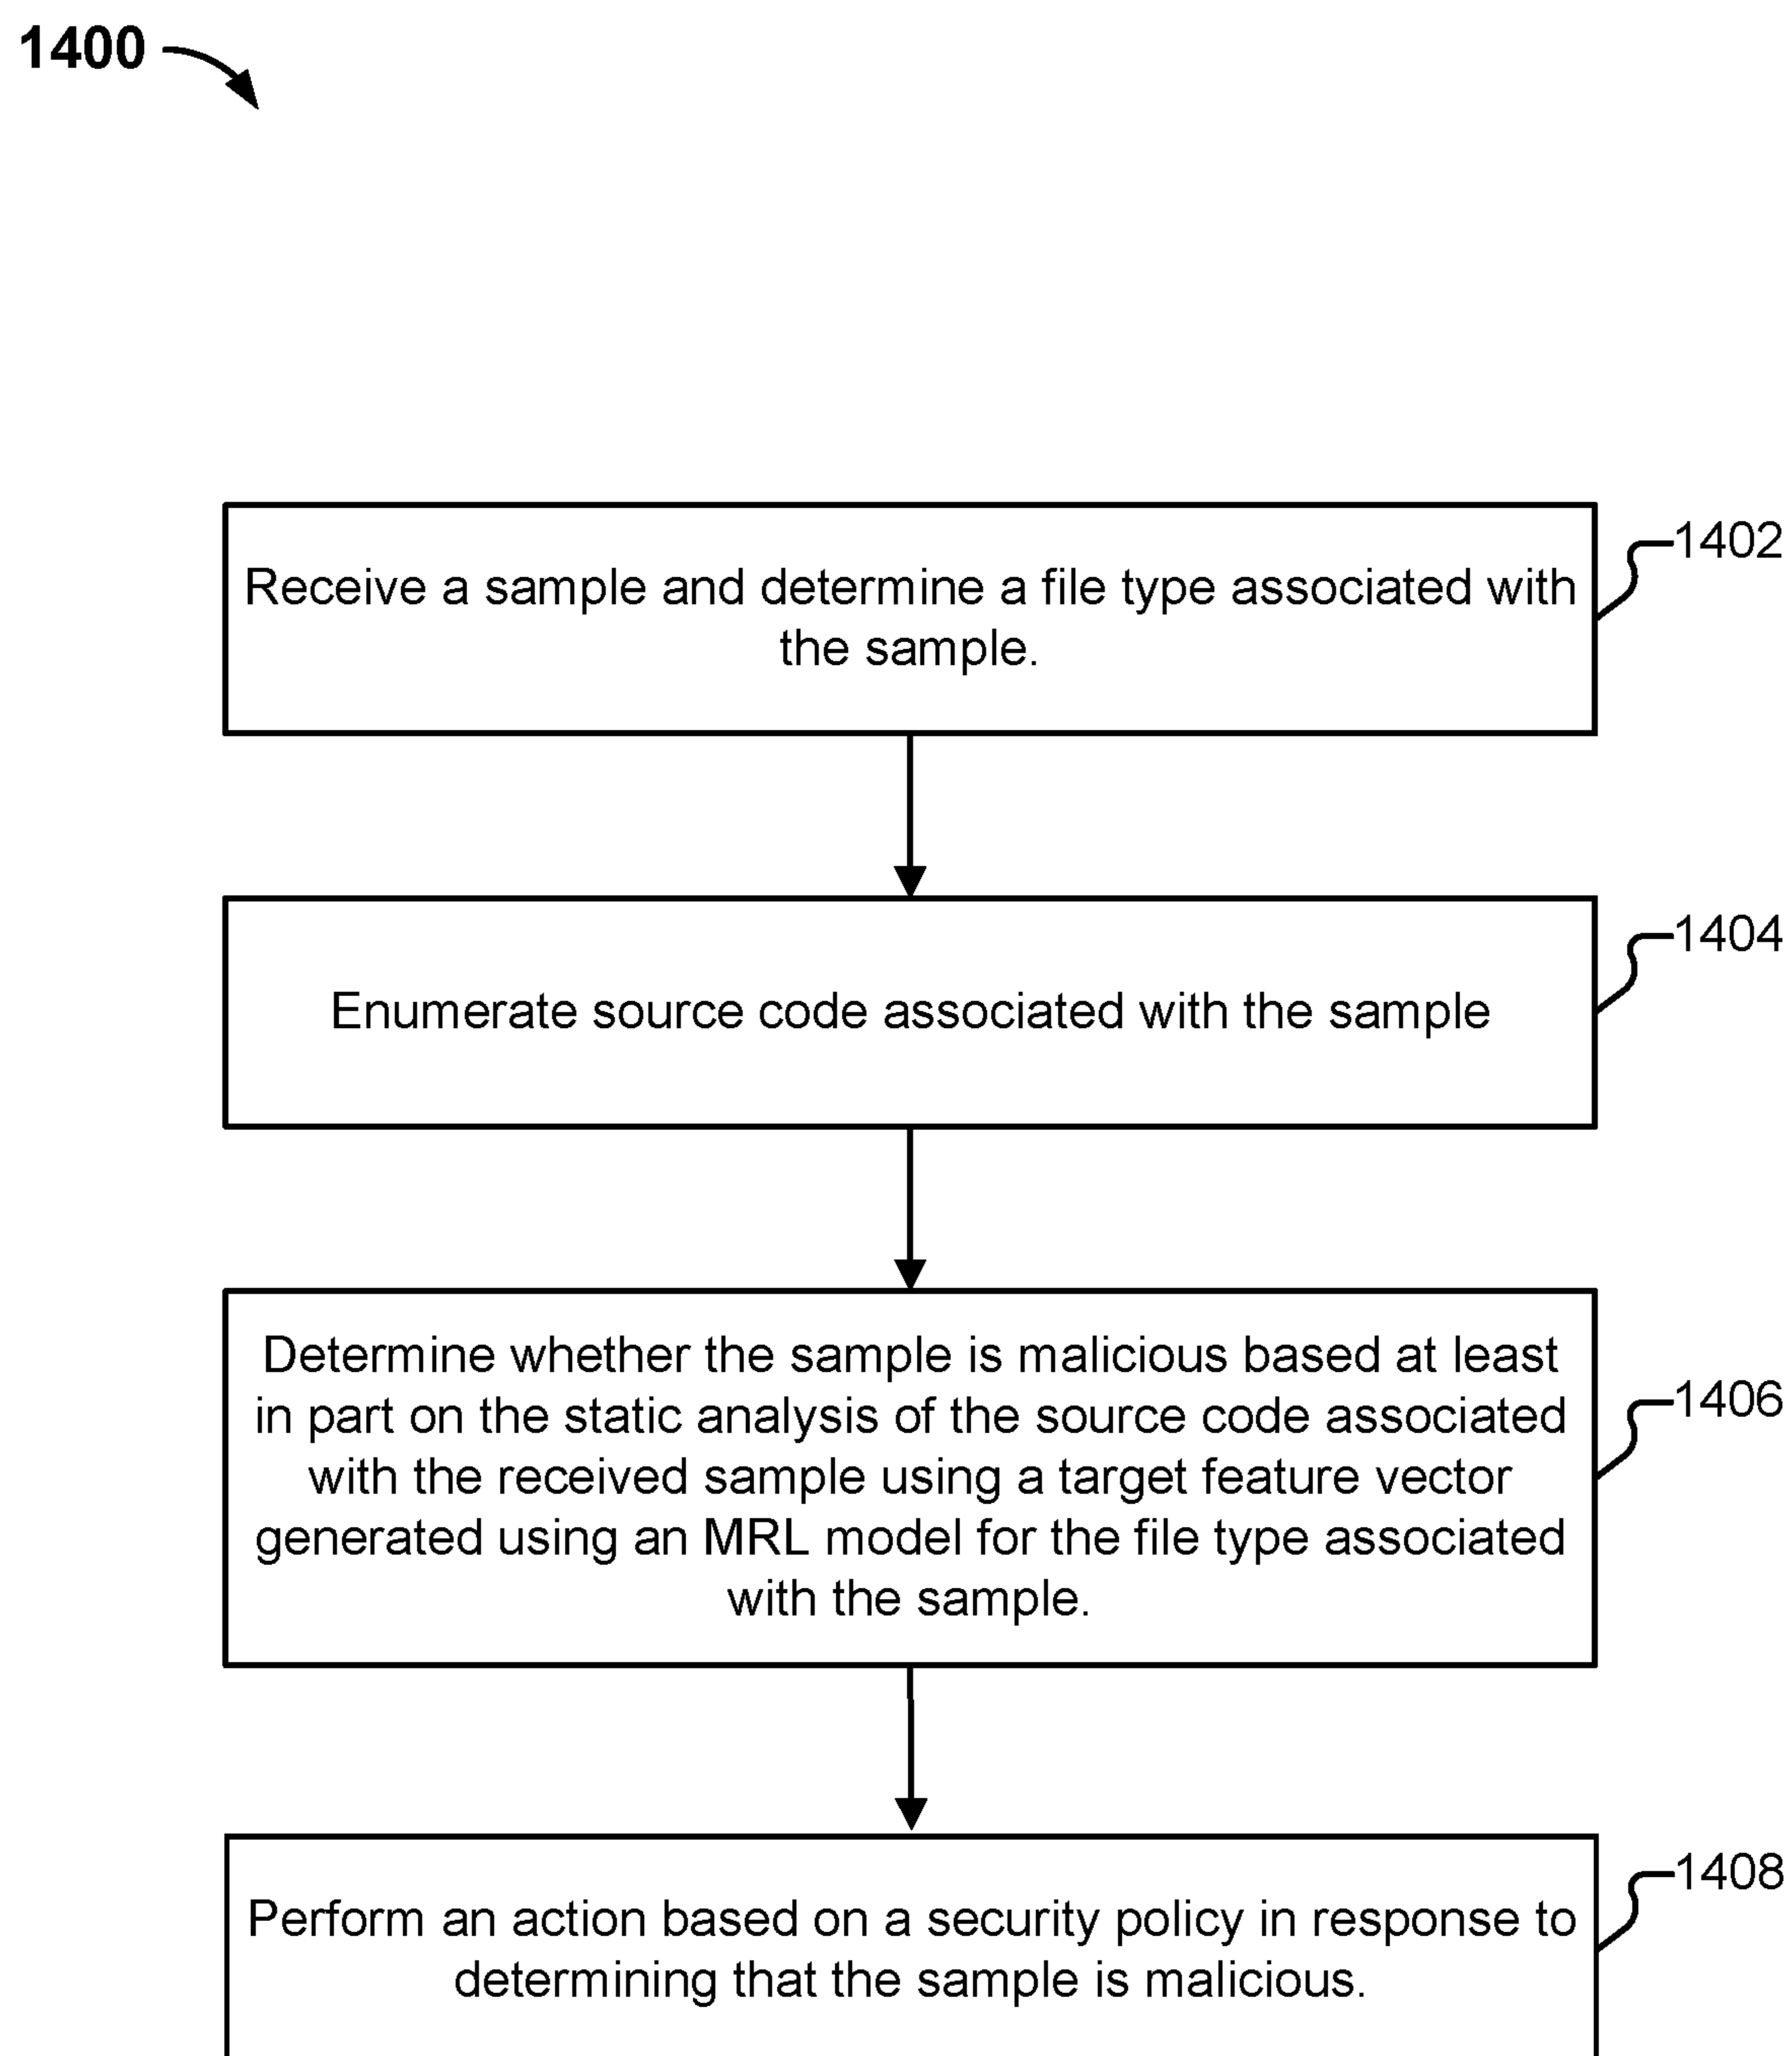 1400
1402
Receive a sample and determine a file type associated with
the sample.
1404
Enumerate source code associated with the sample
Determine whether the sample is malicious based at least
1406
in part on the static analysis of the source code associated
with the received sample using a target feature vector
generated using an MRL model for the file type associated
with the sample.
1408
Perform an action based on a security policy in response to
determining that the sample is malicious.